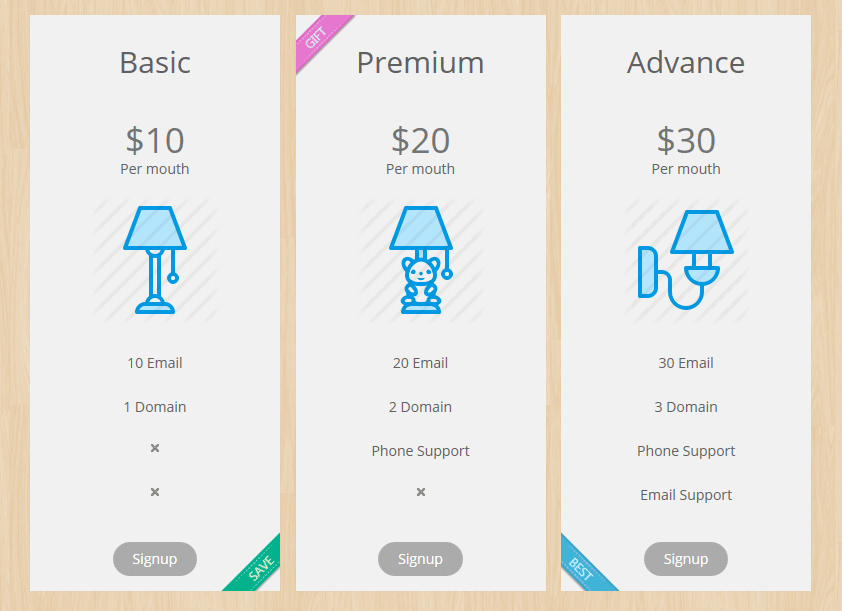 Basic
$10
Per mouth
10 Email
1 Domain
Signup
SAVE
GIFT
Premium
$20
Per mouth
20 Email
2 Domain
Phone Support
Signup
Advance
$30
Per mouth
30 Email
3 Domain
Phone Support
Email Support
Signup
BEST